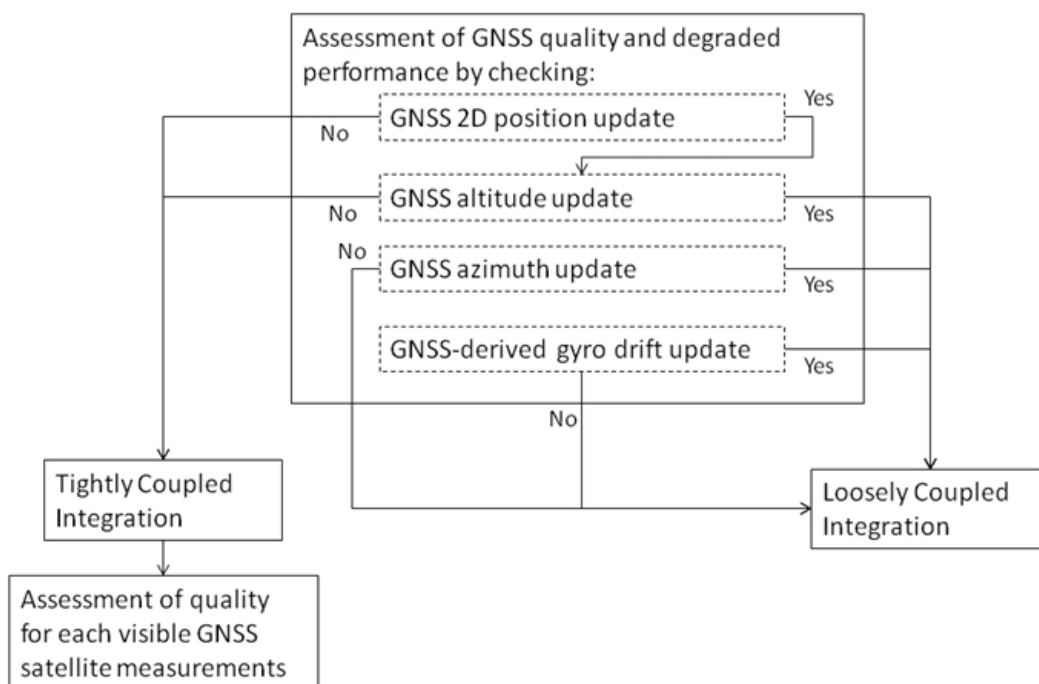 Assessment of GNSS quality and degraded
performance by checking:
Yes
GNSS 2D position update
No
GNSS altitude update
No
Yes
No
GNSS azimuth update
Yes
GNSS-derived gyro drift update
Yes
No
Tightly Coupled
Integration
Loosely Coupled
Integration
Assessment of quality
for each visible GNSS
satellite measurements